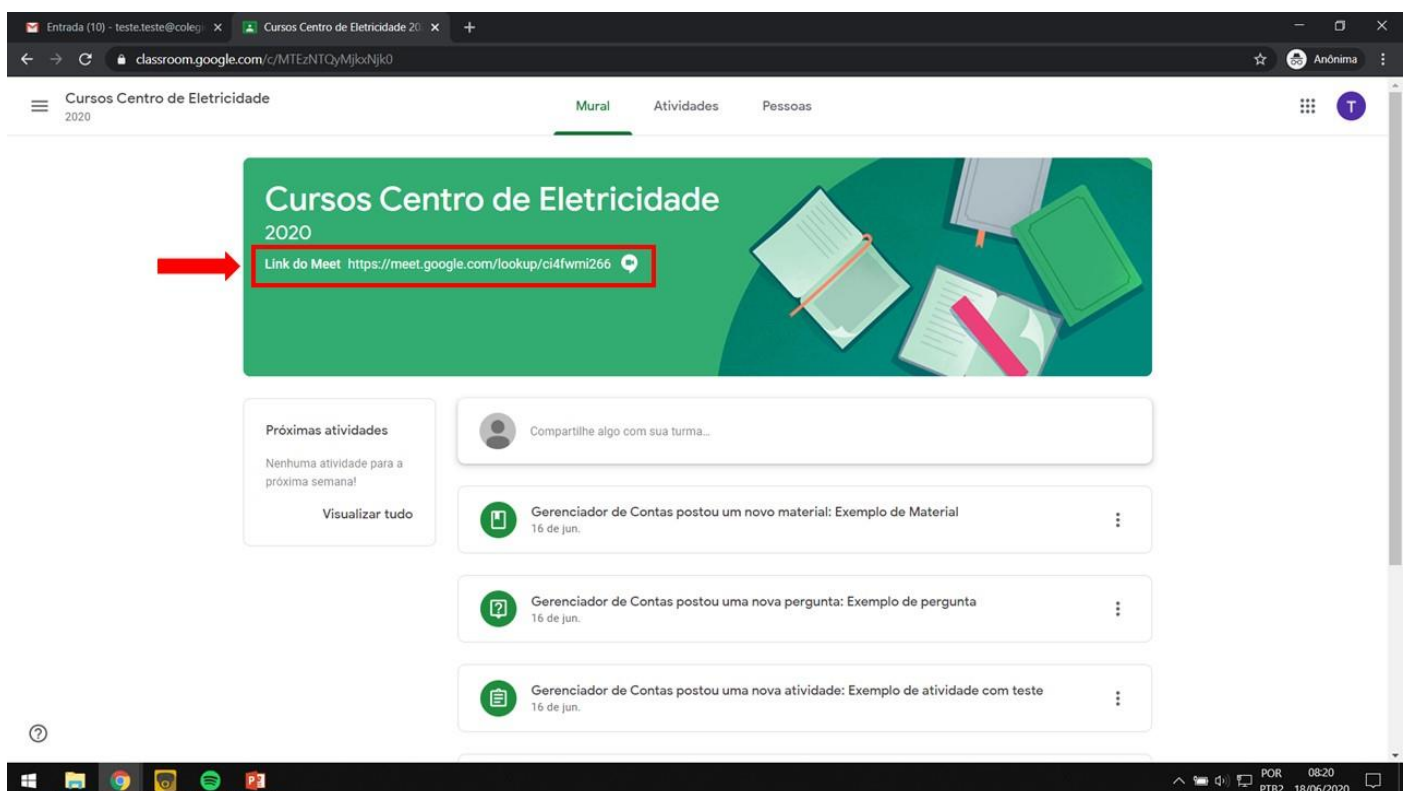 Entrada (10) - teste.teste@coleg
Cursos Centro de Eletricidade 20
classroom.google.com/c/MTEzNTQyMjkxNjk0
Anônima
Cursos Centro de Eletricidade
2020
Mural Atividades Pessoas
T
Cursos Centro de Eletricidade
2020
Link do Meet https://meet.google.com/lookup/ci4fwmi266
Próximas atividades
Nenhuma atividade para a
próxima semana!
Visualizar tudo
Compartilhe algo com sua turma...
Gerenciador de Contas postou um novo material: Exemplo de Material
16 de jun.
Gerenciador de Contas postou uma nova pergunta: Exemplo de pergunta
16 de jun.
Gerenciador de Contas postou uma nova atividade: Exemplo de atividade com teste
16 de jun.
POR 08:20
PTB2 18/06/2020